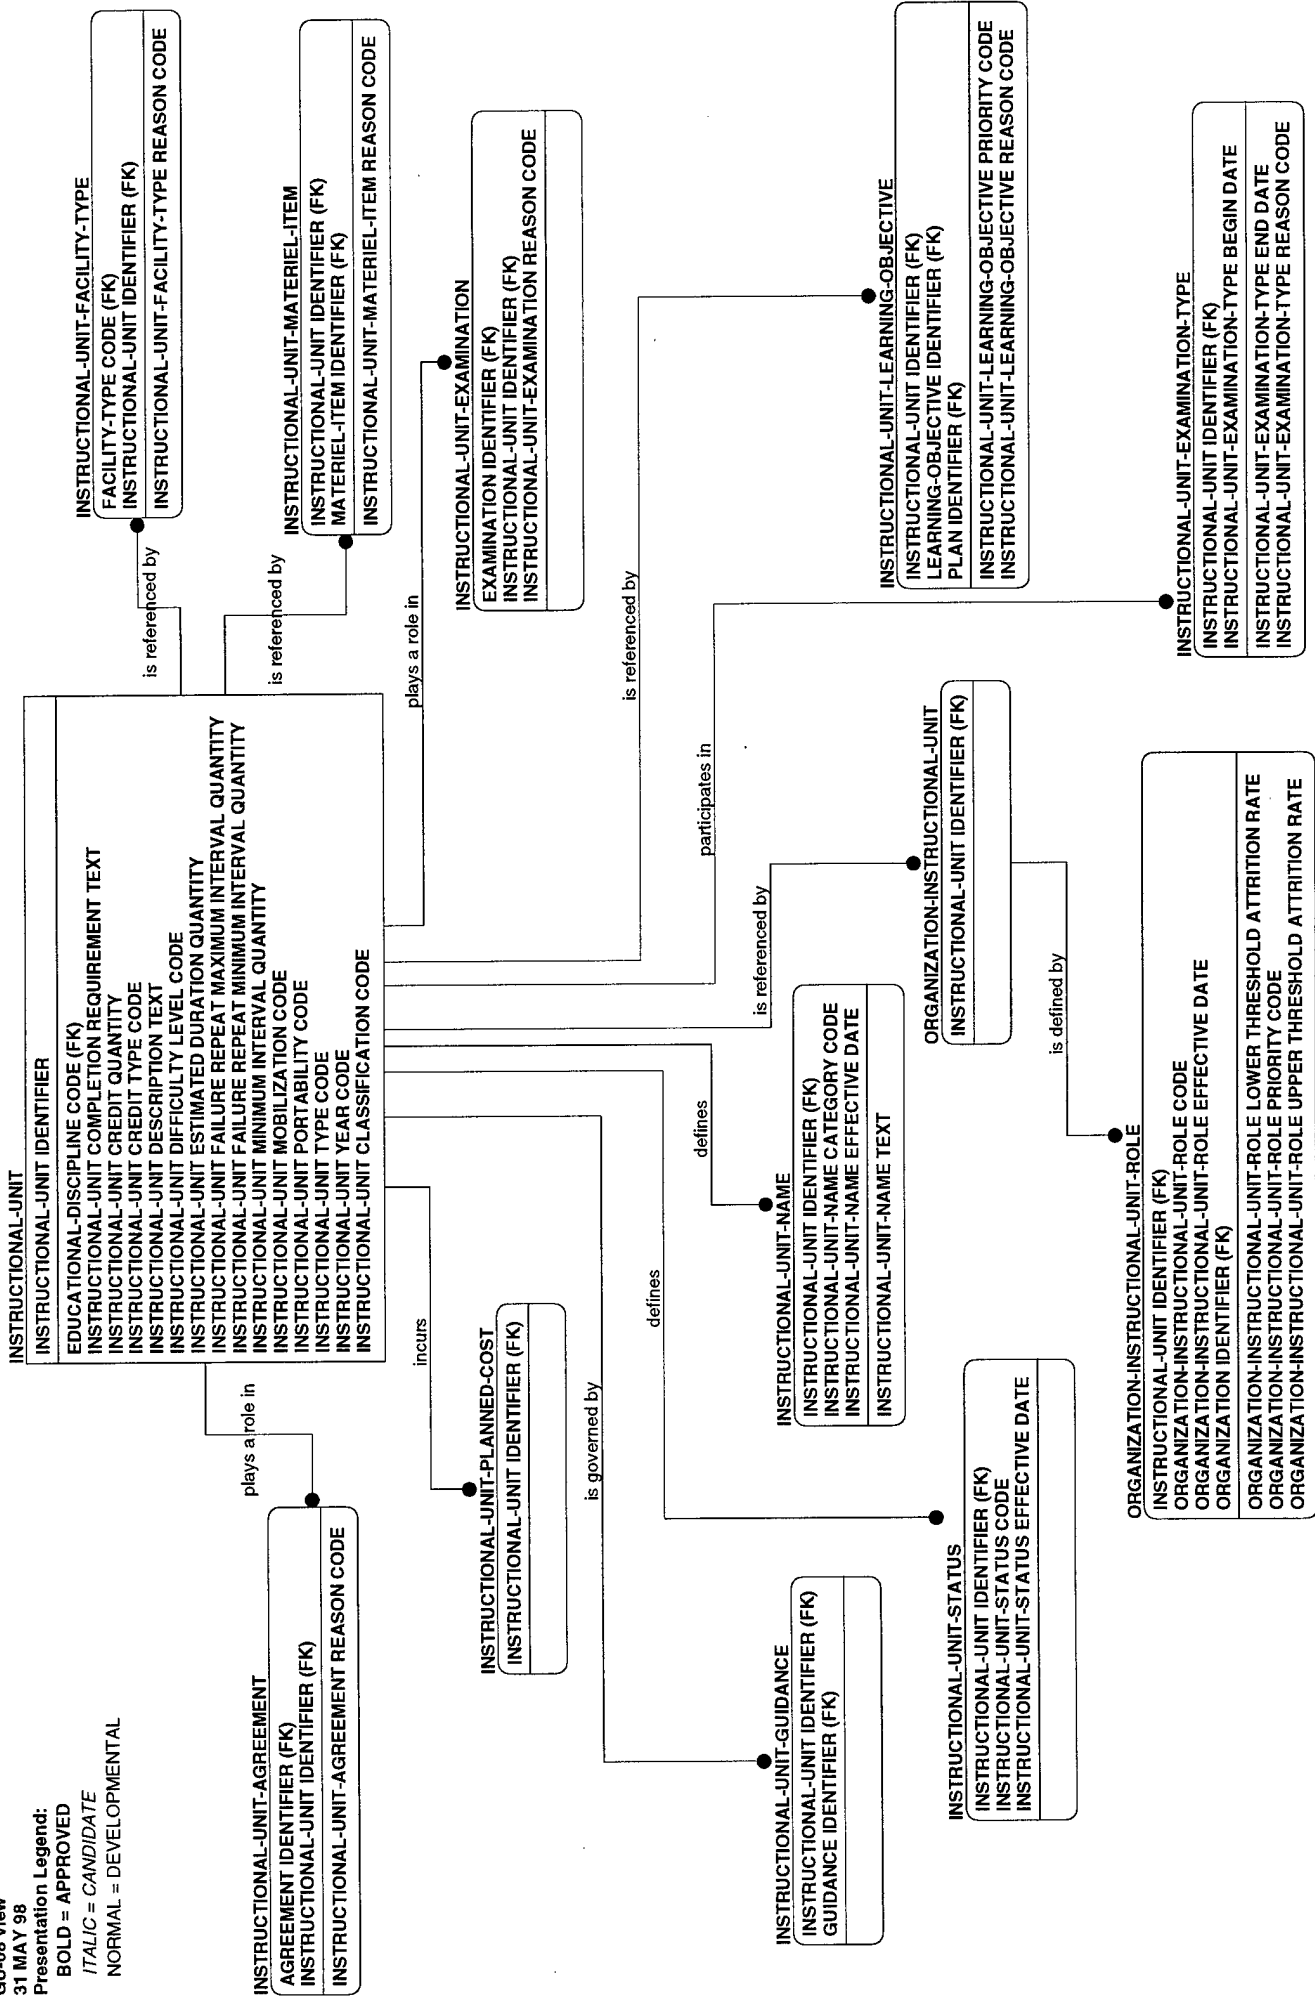 31 MAY 98
Presentation Legend:
BOLD = APPROVED
ITALIC = CANDIDATE
NORMAL = DEVELOPMENTAL
INSTRUCTIONAL-UNIT
INSTRUCTIONAL-UNIT IDENTIFIER
EDUCATIONAL-DISCIPLINE CODE (FK)
INSTRUCTIONAL-UNIT COMPLETION REQUIREMENT TEXT
INSTRUCTIONAL-UNIT CREDIT QUANTITY
INSTRUCTIONAL-UNIT CREDIT TYPE CODE
INSTRUCTIONAL-UNIT DESCRIPTION TEXT
INSTRUCTIONAL-UNIT DIFFICULTY LEVEL CODE
INSTRUCTIONAL-UNIT ESTIMATED DURATION QUANTITY
INSTRUCTIONAL-UNIT FAILURE REPEAT MAXIMUM INTERVAL QUANTITY
INSTRUCTIONAL-UNIT FAILURE REPEAT MINIMUM INTERVAL QUANTITY
INSTRUCTIONAL-UNIT MINIMUM INTERVAL QUANTITY
INSTRUCTIONAL-UNIT MOBILIZATION CODE
INSTRUCTIONAL-UNIT PORTABILITY CODE
INSTRUCTIONAL-UNIT TYPE CODE
INSTRUCTIONAL-UNIT YEAR CODE
INSTRUCTIONAL-UNIT CLASSIFICATION CODE
is referenced by
INSTRUCTIONAL-UNIT-FACILITY-TYPE
FACILITY-TYPE CODE (FK)
INSTRUCTIONAL-UNIT IDENTIFIER (FK)
INSTRUCTIONAL-UNIT-FACILITY-TYPE REASON CODE
is referenced by
INSTRUCTIONAL-UNIT-MATERIEL-ITEM
INSTRUCTIONAL-UNIT IDENTIFIER (FK)
MATERIEL-ITEM IDENTIFIER (FK)
INSTRUCTIONAL-UNIT-MATERIEL-ITEM REASON CODE
plays a role in
INSTRUCTIONAL-UNIT-AGREEMENT
AGREEMENT IDENTIFIER (FK)
INSTRUCTIONAL-UNIT IDENTIFIER (FK)
INSTRUCTIONAL-UNIT-AGREEMENT REASON CODE
incurs
INSTRUCTIONAL-UNIT-PLANNED-COST
INSTRUCTIONAL-UNIT IDENTIFIER (FK)
plays a role in
INSTRUCTIONAL-UNIT-EXAMINATION
EXAMINATION IDENTIFIER (FK)
INSTRUCTIONAL-UNIT IDENTIFIER (FK)
INSTRUCTIONAL-UNIT-EXAMINATION REASON CODE
is governed by
INSTRUCTIONAL-UNIT-GUIDANCE
INSTRUCTIONAL-UNIT IDENTIFIER (FK)
GUIDANCE IDENTIFIER (FK)
defines
INSTRUCTIONAL-UNIT-STATUS
INSTRUCTIONAL-UNIT IDENTIFIER (FK)
INSTRUCTIONAL-UNIT-STATUS CODE
INSTRUCTIONAL-UNIT-STATUS EFFECTIVE DATE
defines
INSTRUCTIONAL-UNIT-NAME
INSTRUCTIONAL-UNIT IDENTIFIER (FK)
INSTRUCTIONAL-UNIT-NAME CATEGORY CODE
INSTRUCTIONAL-UNIT-NAME EFFECTIVE DATE
INSTRUCTIONAL-UNIT-NAME TEXT
is referenced by
INSTRUCTIONAL-UNIT-LEARNING-OBJECTIVE
INSTRUCTIONAL-UNIT IDENTIFIER (FK)
LEARNING-OBJECTIVE IDENTIFIER (FK)
PLAN IDENTIFIER (FK)
INSTRUCTIONAL-UNIT-LEARNING-OBJECTIVE PRIORITY CODE
INSTRUCTIONAL-UNIT-LEARNING-OBJECTIVE REASON CODE
is referenced by
ORGANIZATION-INSTRUCTIONAL-UNIT
INSTRUCTIONAL-UNIT IDENTIFIER (FK)
is defined by
ORGANIZATION-INSTRUCTIONAL-UNIT-ROLE
INSTRUCTIONAL-UNIT IDENTIFIER (FK)
ORGANIZATION-INSTRUCTIONAL-UNIT-ROLE CODE
ORGANIZATION-INSTRUCTIONAL-UNIT-ROLE EFFECTIVE DATE
ORGANIZATION IDENTIFIER (FK)
ORGANIZATION-INSTRUCTIONAL-UNIT-ROLE LOWER THRESHOLD ATTRITION RATE
ORGANIZATION-INSTRUCTIONAL-UNIT-ROLE PRIORITY CODE
ORGANIZATION-INSTRUCTIONAL-UNIT-ROLE UPPER THRESHOLD ATTRITION RATE
participates in
INSTRUCTIONAL-UNIT-EXAMINATION-TYPE
INSTRUCTIONAL-UNIT IDENTIFIER (FK)
INSTRUCTIONAL-UNIT-EXAMINATION-TYPE BEGIN DATE
INSTRUCTIONAL-UNIT-EXAMINATION-TYPE END DATE
INSTRUCTIONAL-UNIT-EXAMINATION-TYPE REASON CODE